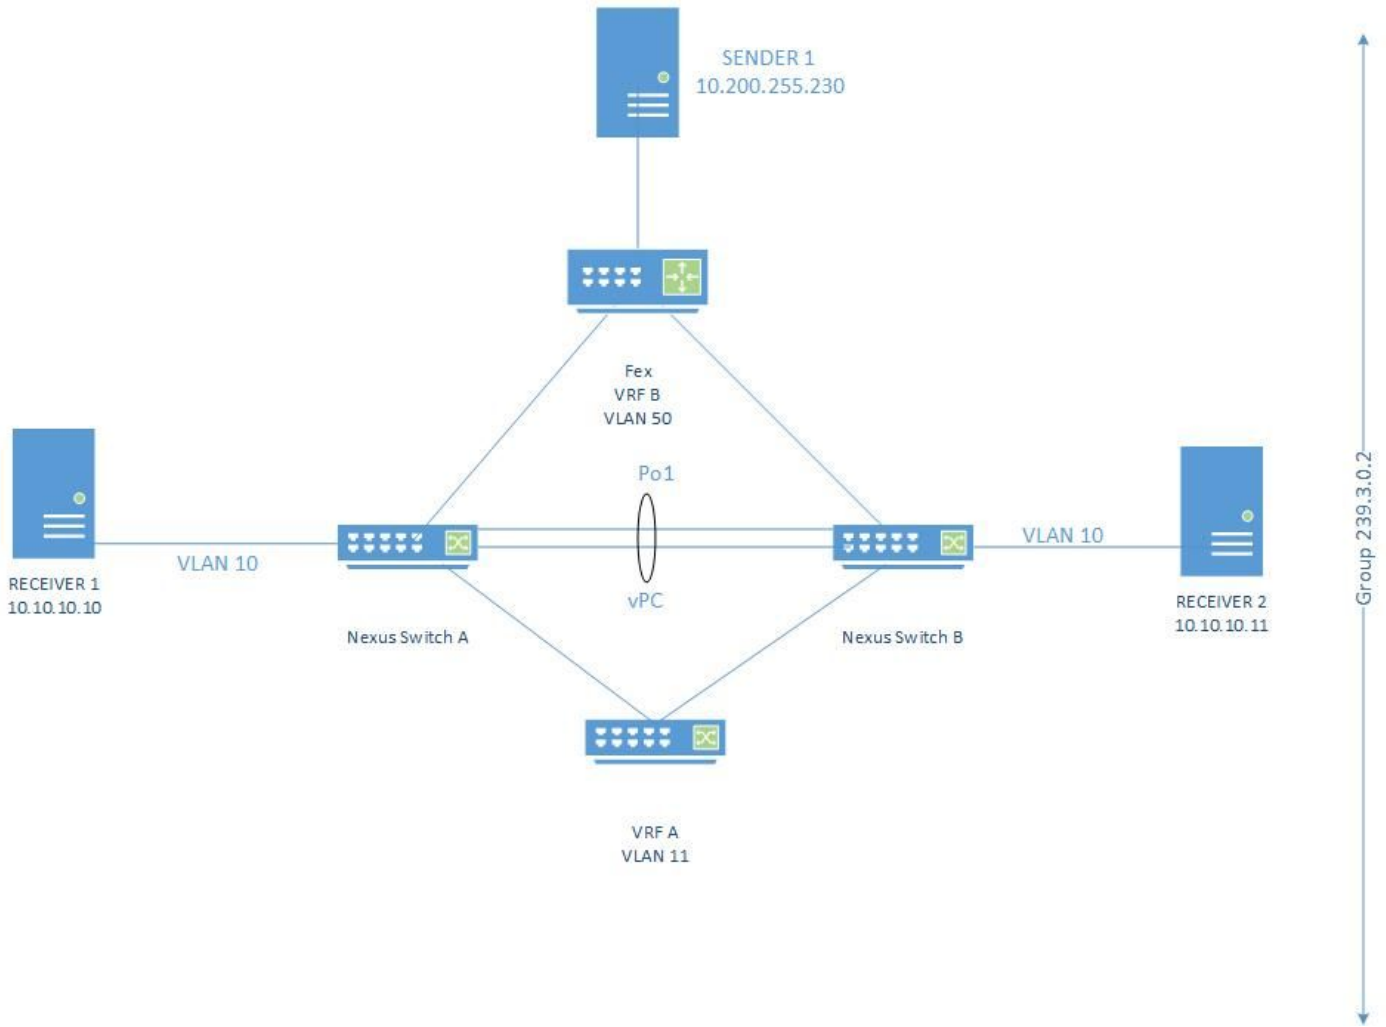 SENDER 1
10.200.255.230
Fex
VRF B
VLAN 50
Po1
vPC
VLAN 10
VLAN 10
RECEIVER 1
10.10.10.10
RECEIVER 2
10.10.10.11
Nexus Switch A
Nexus Switch B
VRF A
VLAN 11
Group 239.3.0.2